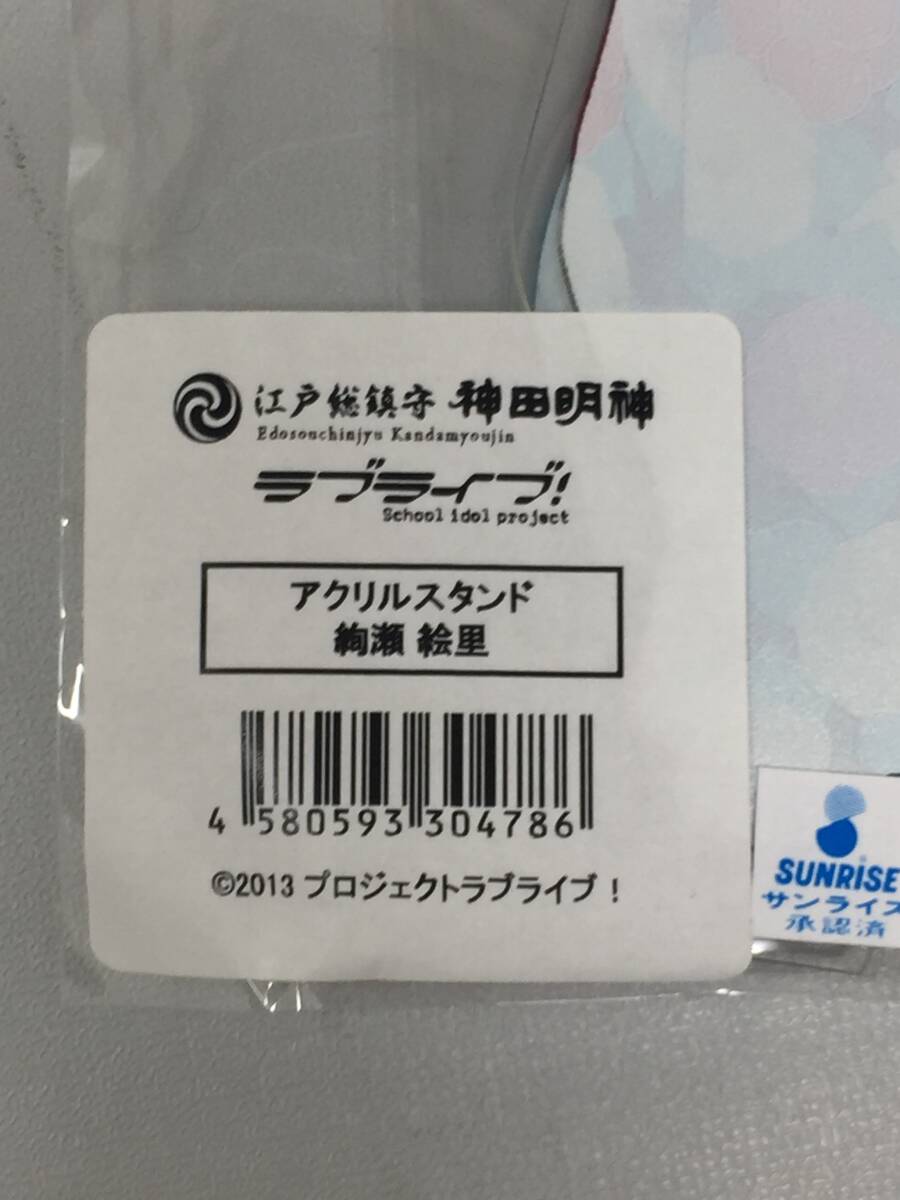 江戸総鎮守 神田明神
Edosouchinjyu Kandamyoujin
ラブライブ!
School idol project
アクリルスタンド
絢瀬 絵里
4 580593 304786
©2013 プロジェクトラブライブ！
SUNRiSE
サンライズ
承認済